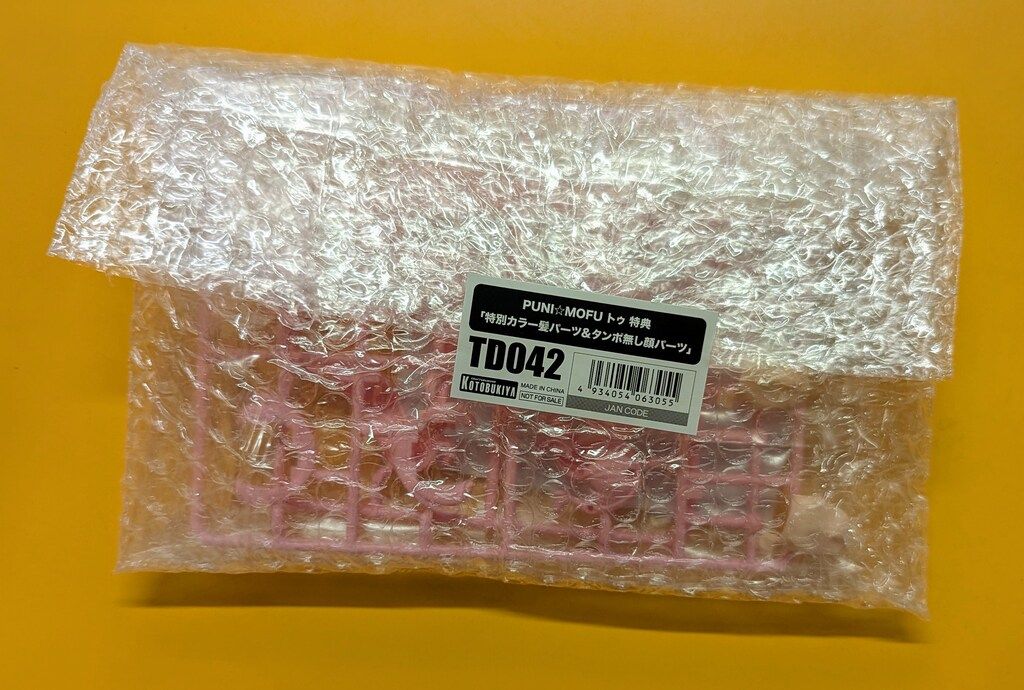 PUNI☆MOFU トゥ 特典
「特別カラー髪パーツ&タンポ無し顔パーツ」
TD042
KOTOBUKIYA
MADE IN CHINA
NOT FOR SALE
4 934054 063055
JAN CODE